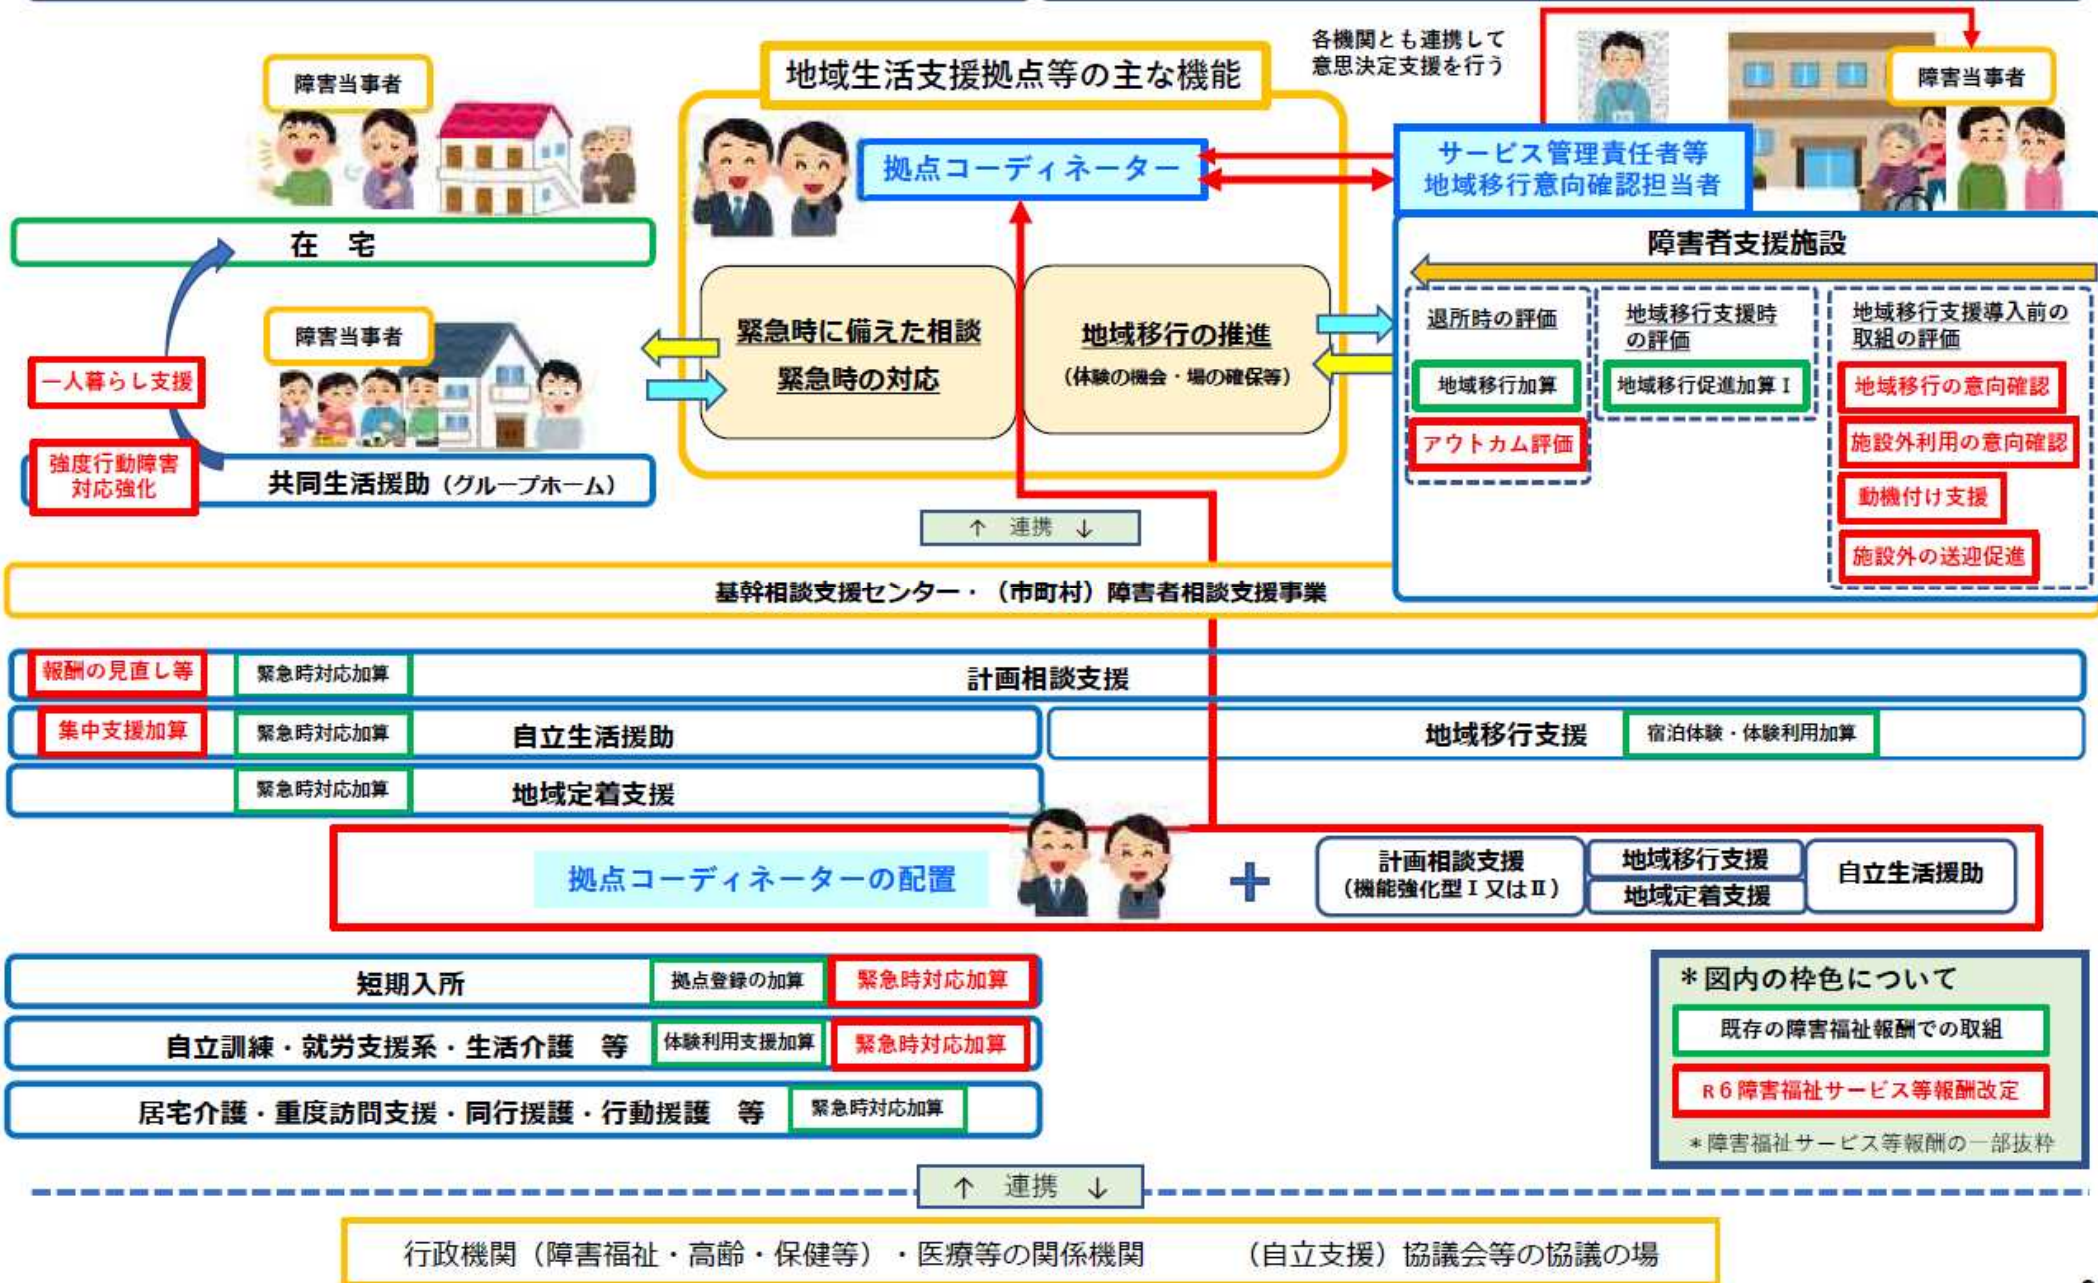 各機関とも連携して
意思決定支援を行う
地域生活支援拠点等の主な機能
障害当事者
障害当事者
拠点コーディネーター
サービス管理責任者等
地域移行意向確認担当者
在　宅
障害者支援施設
障害当事者
緊急時に備えた相談
緊急時の対応
地域移行の推進
（体験の機会・場の確保等）
退所時の評価
地域移行加算
アウトカム評価
地域移行支援時
の評価
地域移行促進加算Ⅰ
地域移行支援導入前の
取組の評価
地域移行の意向確認
施設外利用の意向確認
動機付け支援
施設外の送迎促進
一人暮らし支援
強度行動障害
対応強化
共同生活援助（グループホーム）
↑　連携　↓
基幹相談支援センター・（市町村）障害者相談支援事業
報酬の見直し等　緊急時対応加算　計画相談支援
集中支援加算　緊急時対応加算　自立生活援助　地域移行支援　宿泊体験・体験利用加算
緊急時対応加算　地域定着支援
拠点コーディネーターの配置
＋
計画相談支援
（機能強化型Ⅰ又はⅡ）
地域移行支援
地域定着支援
自立生活援助
短期入所　拠点登録の加算　緊急時対応加算
自立訓練・就労支援系・生活介護　等　体験利用支援加算　緊急時対応加算
居宅介護・重度訪問支援・同行援護・行動援護　等　緊急時対応加算
＊図内の枠色について
既存の障害福祉報酬での取組
R６障害福祉サービス等報酬改定
＊障害福祉サービス等報酬の一部抜粋
↑　連携　↓
行政機関（障害福祉・高齢・保健等）・医療等の関係機関　　（自立支援）協議会等の協議の場